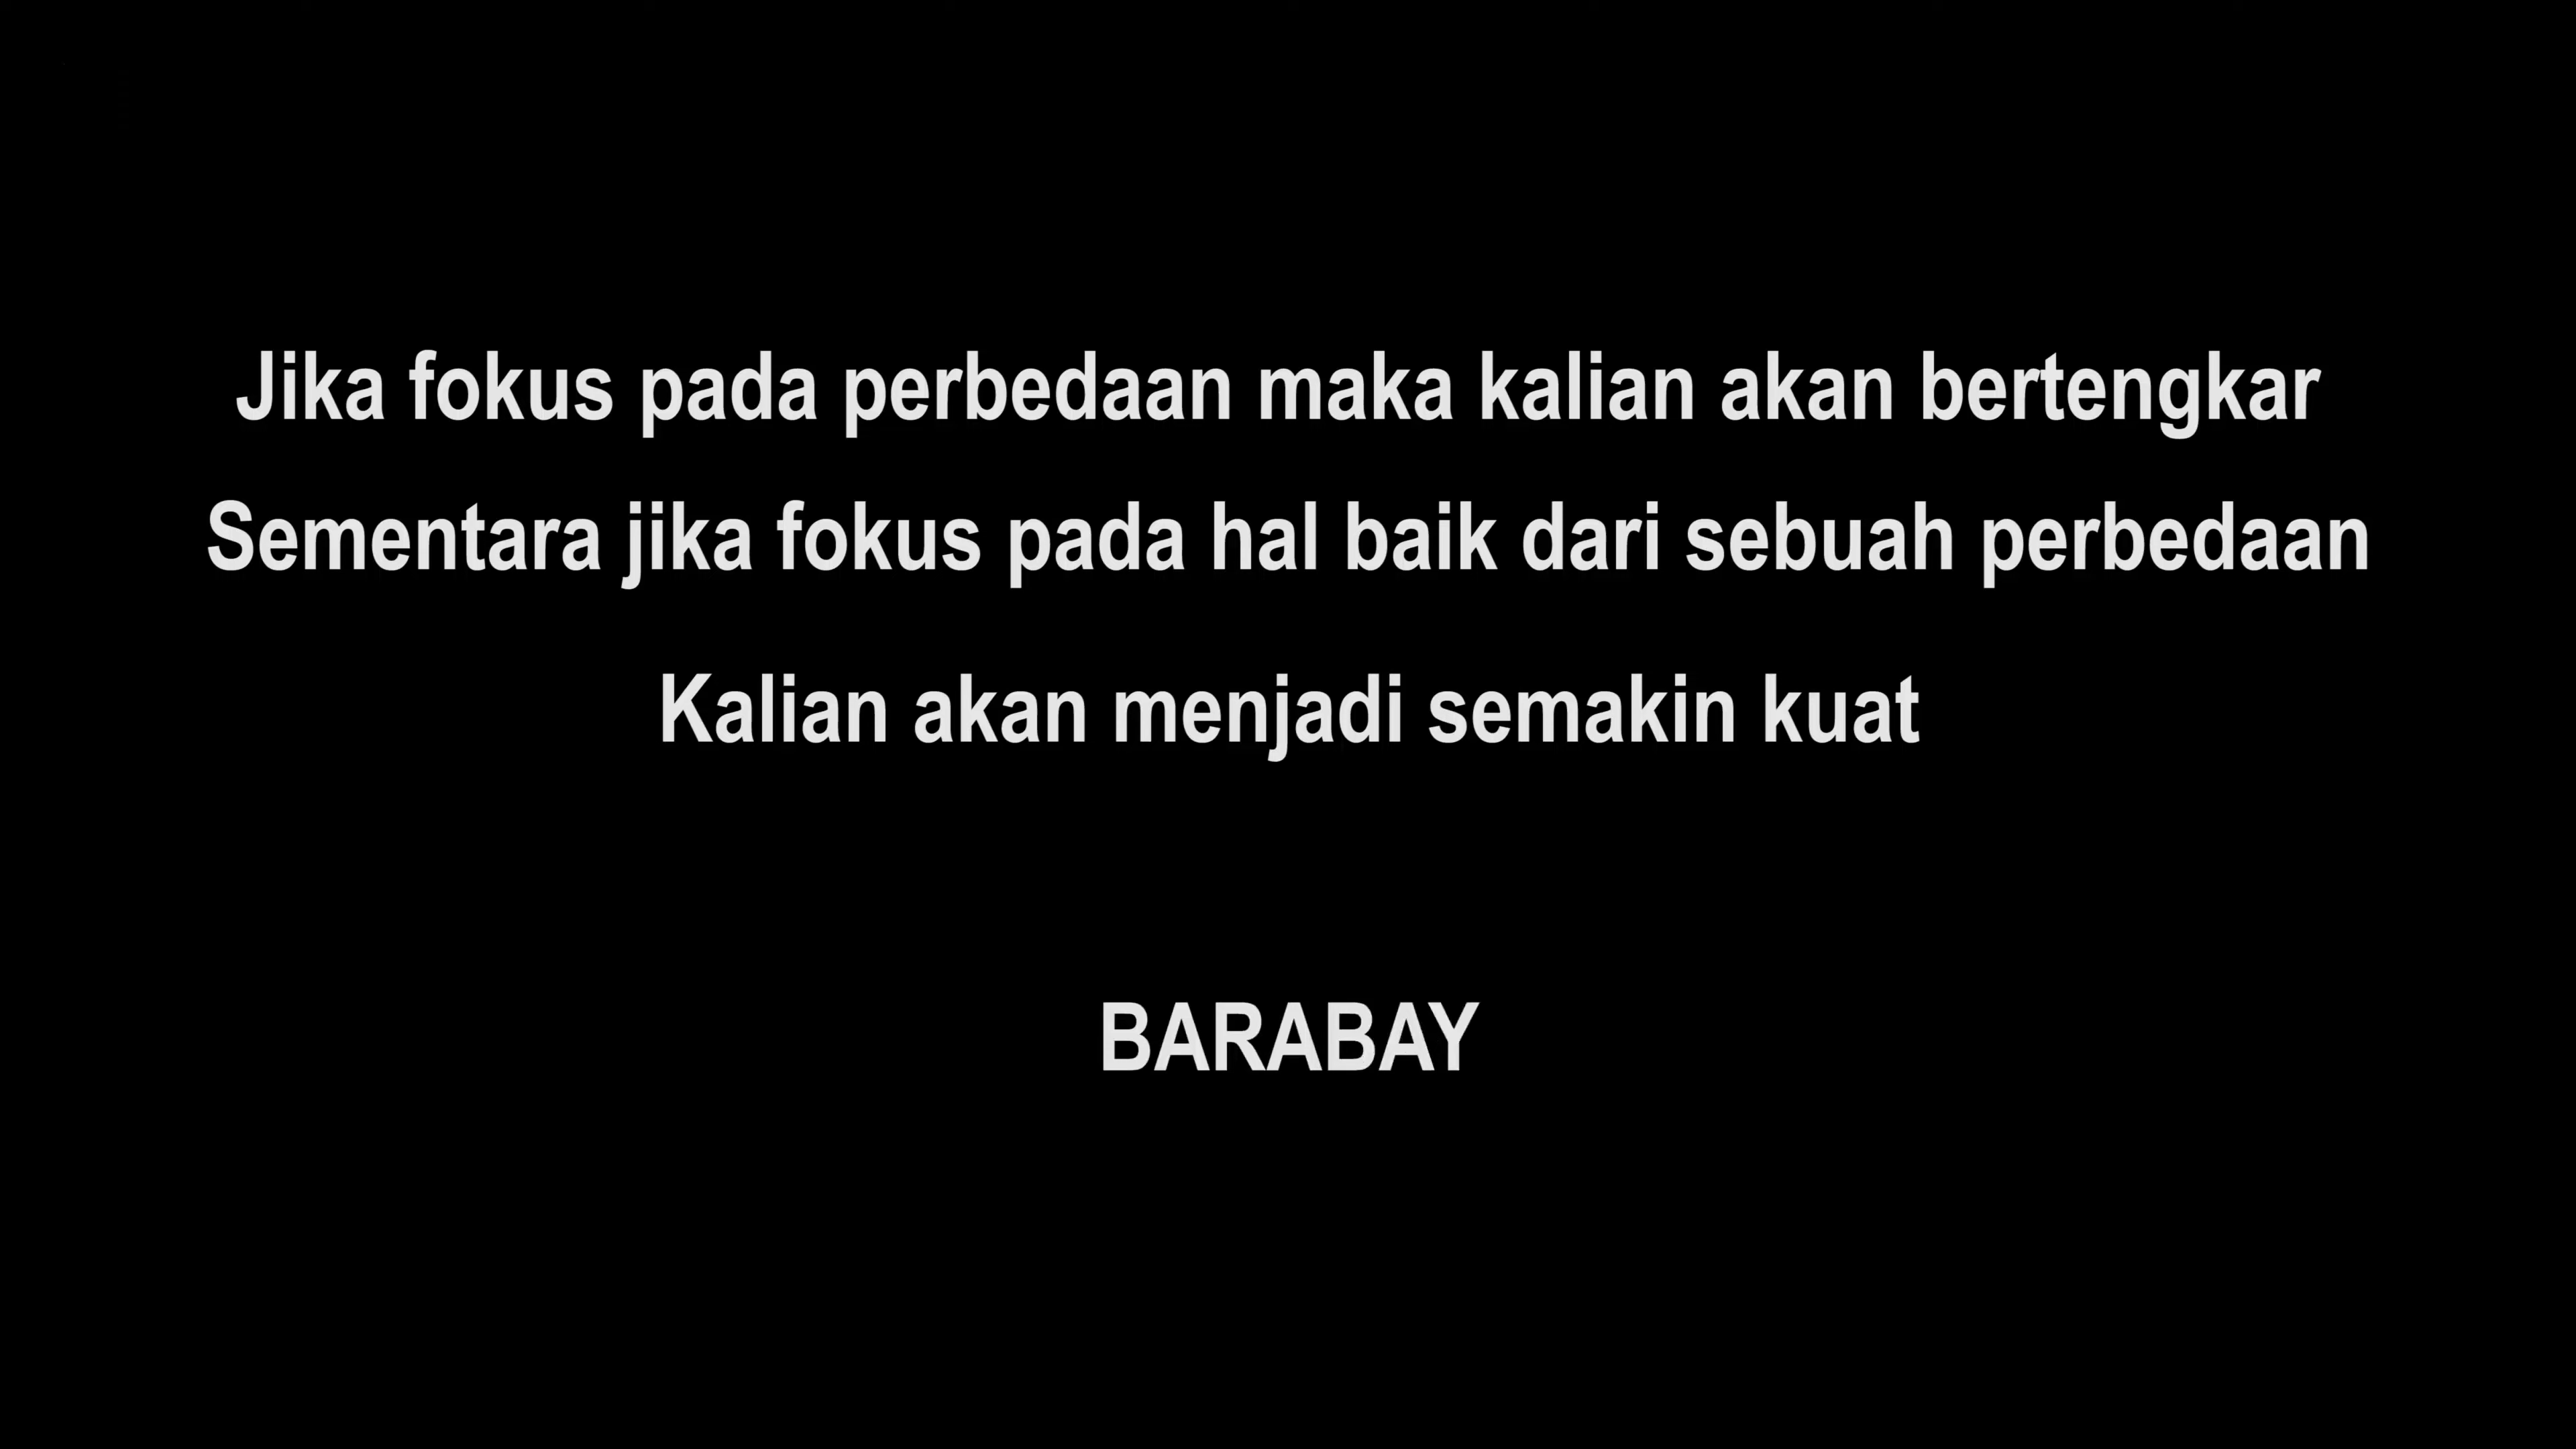 Jika fokus pada perbedaan maka kalian akan bertengkar
Sementara jika fokus pada hal baik dari sebuah perbedaan
Kalian akan menjadi semakin kuat
BARABAY